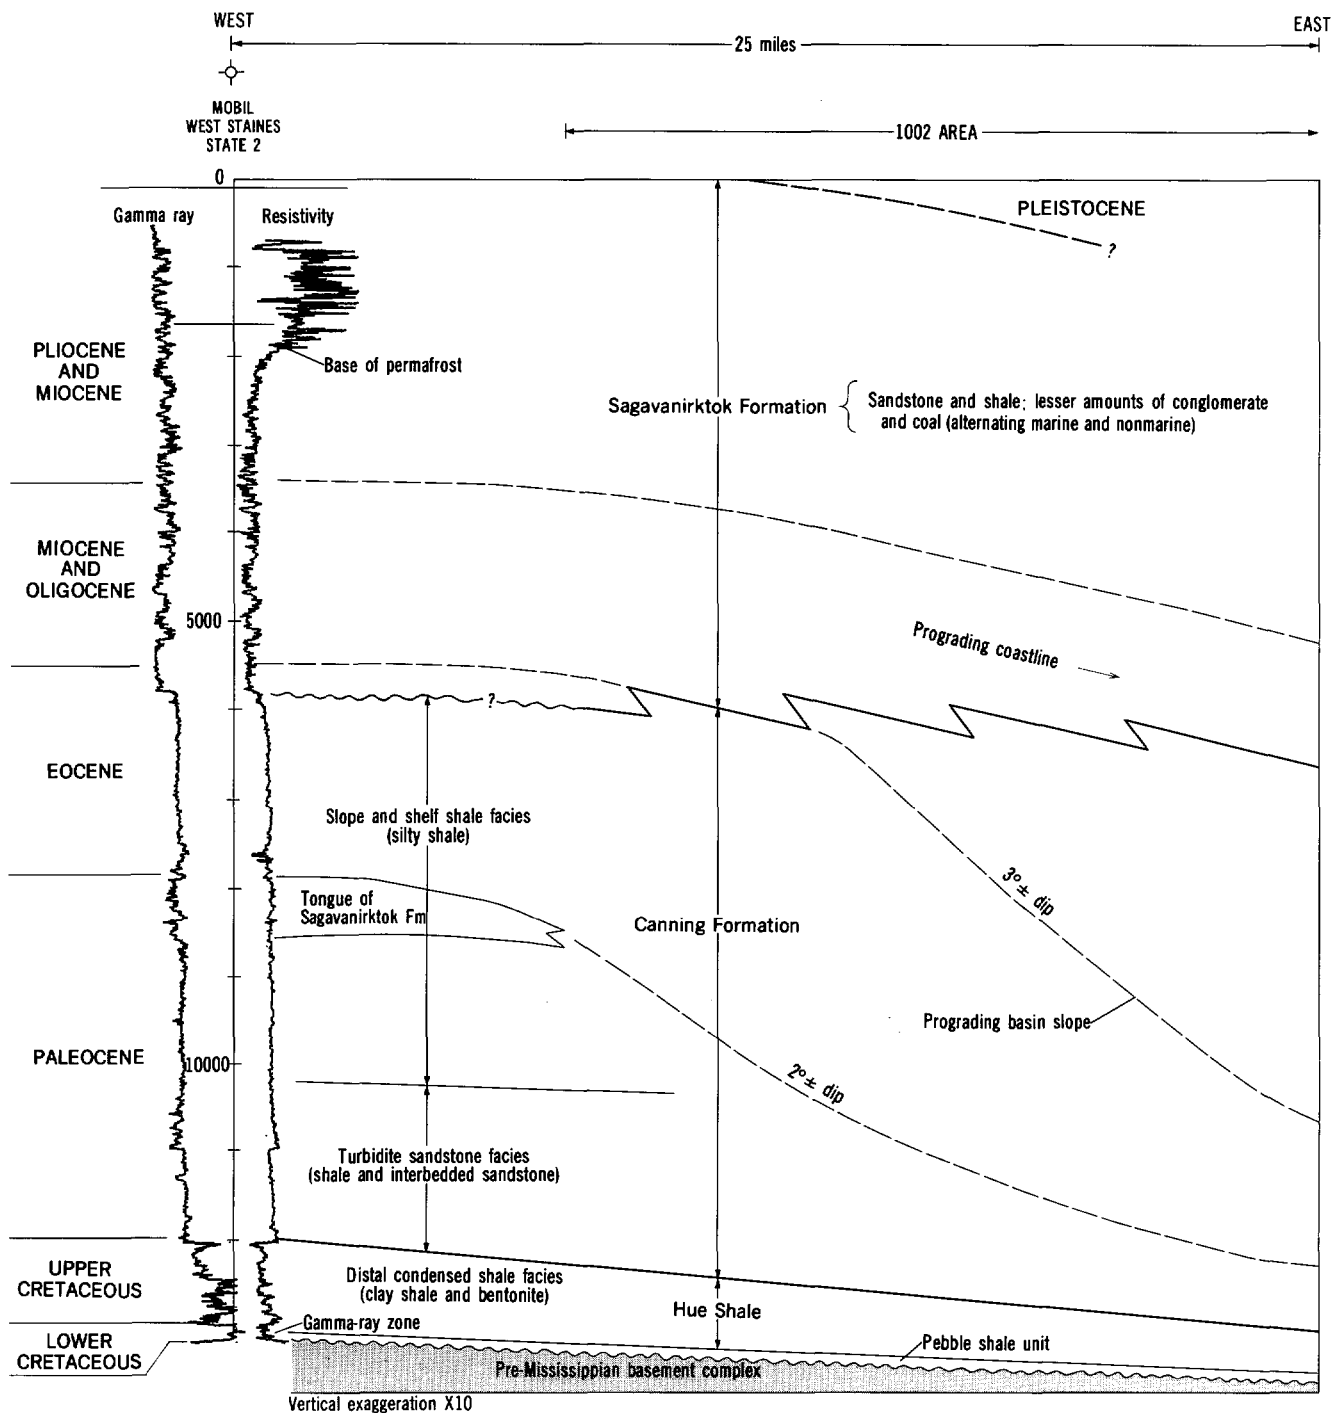 WEST
EAST
25 miles
MOBIL
WEST STAINES
STATE 2
1002 AREA
0
Gamma ray
Resistivity
PLEISTOCENE
?
PLIOCENE
AND
MIOCENE
Base of permafrost
Sagavanirktok Formation
Sandstone and shale; lesser amounts of conglomerate
and coal (alternating marine and nonmarine)
MIOCENE
AND
OLIGOCENE
5000
Prograding coastline
?
EOCENE
Slope and shelf shale facies
(silty shale)
Tongue of
Sagavanirktok Fm
3°± dip
Canning Formation
Prograding basin slope
PALEOCENE
10000
2°± dip
Turbidite sandstone facies
(shale and interbedded sandstone)
UPPER
CRETACEOUS
Distal condensed shale facies
(clay shale and bentonite)
Hue Shale
Gamma-ray zone
LOWER
CRETACEOUS
Pebble shale unit
Pre-Mississippian basement complex
Vertical exaggeration X10